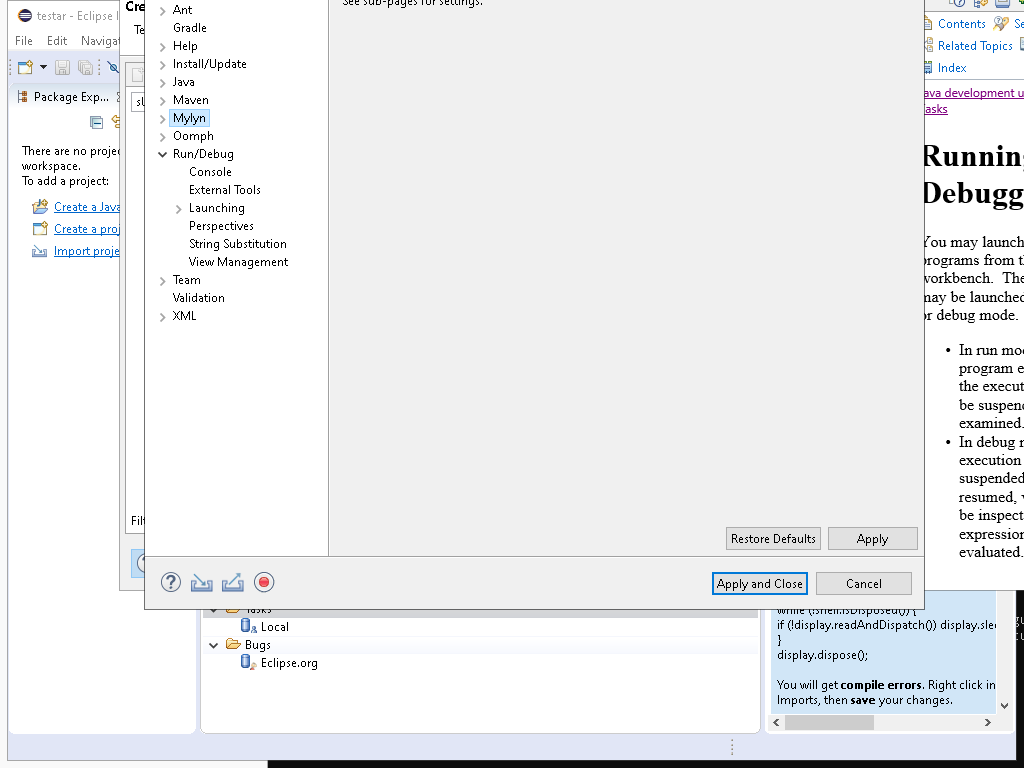 testar - Eclipse I
File Edit Navigat
Package Exp...
There are no proje
workspace.
To add a project:
Create a Java
Create a proj
Import proje
Cre
Te
sl
Filt
See sub-pages for settings.
Ant
Gradle
Help
Install/Update
Java
Maven
Mylyn
Oomph
Run/Debug
Console
External Tools
Launching
Perspectives
String Substitution
View Management
Team
Validation
XML
Restore Defaults
Apply
Apply and Close
Cancel
Tasks
Local
Bugs
Eclipse.org
Contents
Se
Related Topics
Index
ava development u
asks
Running
Debugg
You may launch
programs from th
workbench. The
may be launched
or debug mode.
• In run mod
program e
the execut
be suspend
examined.
• In debug m
execution
suspended
resumed, v
be inspect
expression
evaluated.
while (!shell.isDisposed()) {
if (!display.readAndDispatch()) display.slee
}
display.dispose();
You will get compile errors. Right click in
Imports, then save your changes.